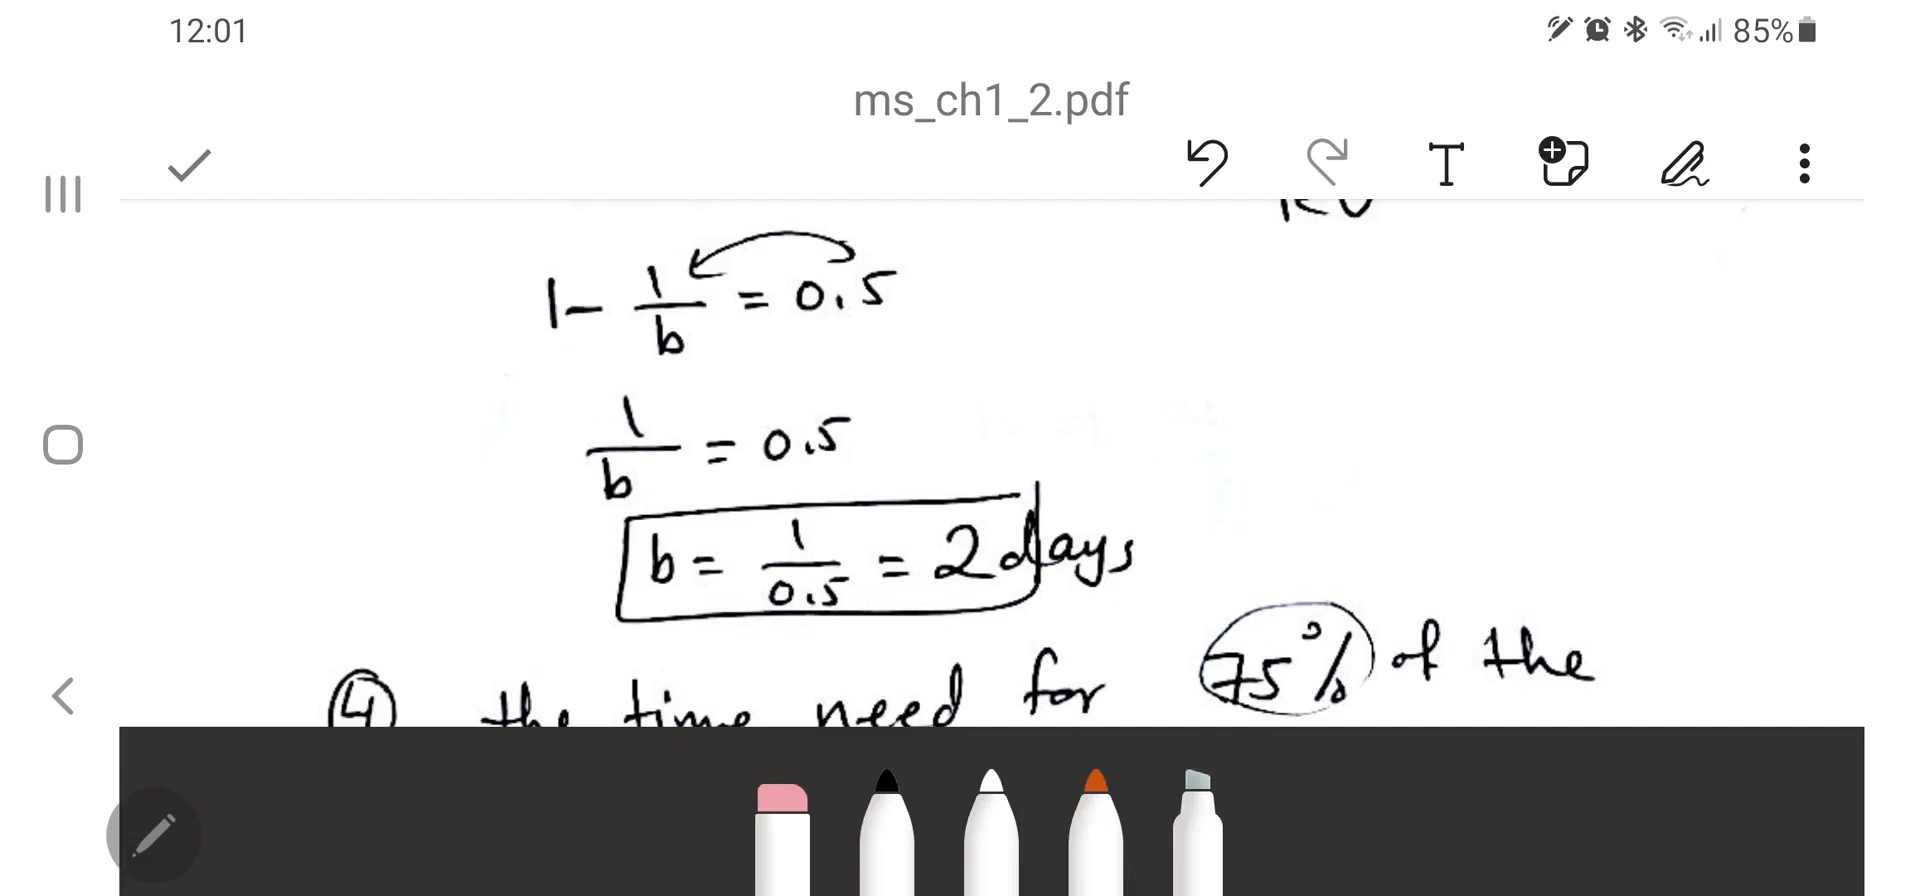 12:01
85%
ms_ch1_2.pdf
T
1 - 1/b = 0.5
1/b = 0.5
b = 1/0.5 = 2 days
④ the time need for 75% of the